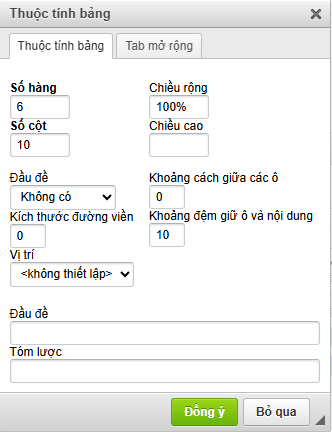 Thuộc tính bảng
Thuộc tính bảng Tab mở rộng
Số hàng Chiều rộng
6 100%
Số cột Chiều cao
10
Đầu đề Khoảng cách giữa các ô
Không có 0
Kích thước đường viền Khoảng đệm giữ ô và nội dung
0 10
Vị trí
<không thiết lập>
Đầu đề
Tóm lược
Đồng ý Bỏ qua